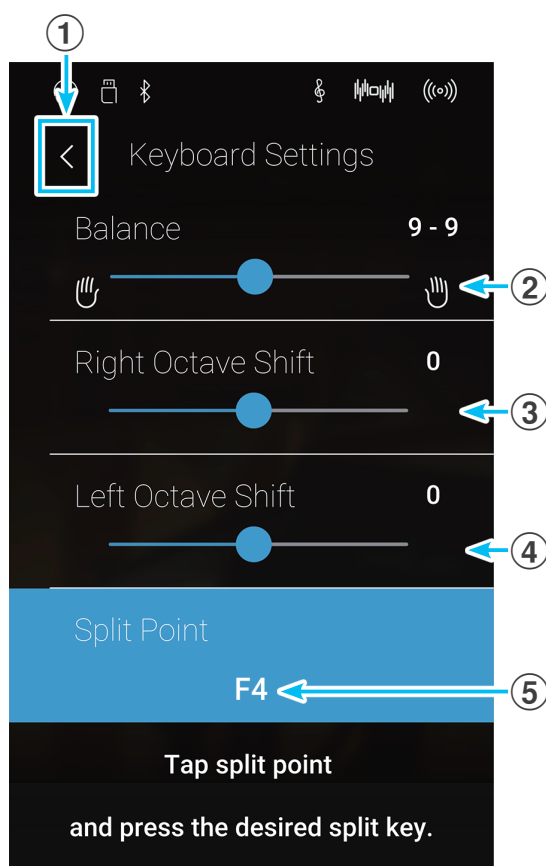 ①
Keyboard Settings
Balance 9 - 9
②
Right Octave Shift 0
③
Left Octave Shift 0
④
Split Point
F4 ⑤
Tap split point
and press the desired split key.